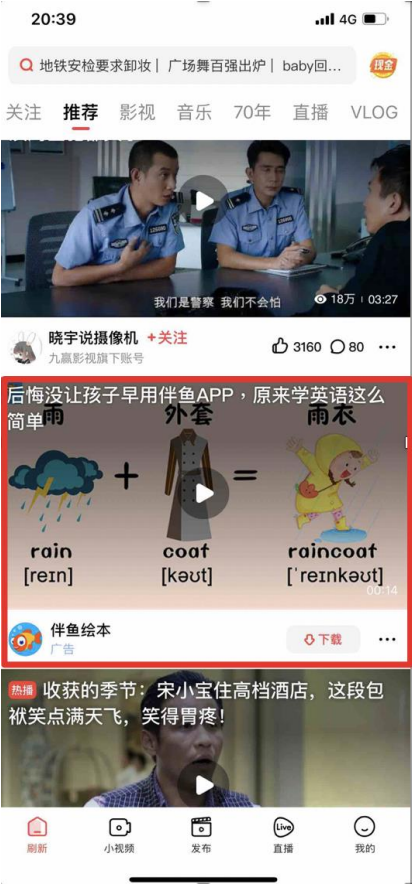 20:39
4G
地铁安检要求卸妆 | 广场舞百强出炉 | baby回...
现金
关注 推荐 影视 音乐 70年 直播 VLOG
我们是警察 我们不会怕
18万 | 03:27
晓宇说摄像机 +关注
九赢影视旗下账号
3160 80
后悔没让孩子早用伴鱼APP，原来学英语这么
简单
雨 外套 雨衣
+ =
rain coat raincoat
[reɪn] [kəʊt] [ˈreɪnkəʊt]
00:14
伴鱼绘本
广告
下载
热播 收获的季节：宋小宝住高档酒店，这段包
袱笑点满天飞，笑得胃疼！
Live
刷新 小视频 发布 直播 我的